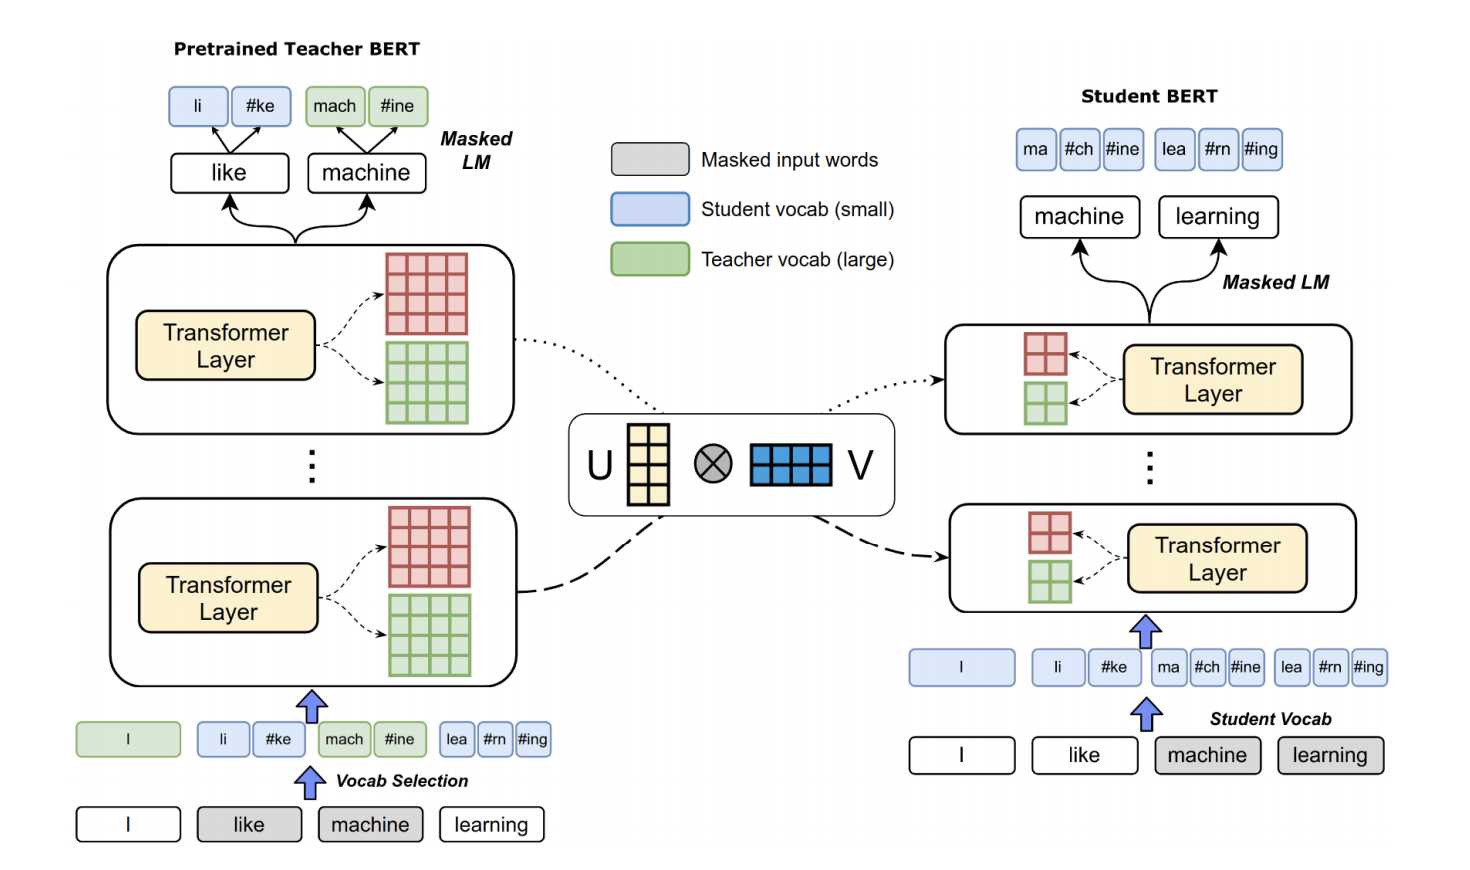 Pretrained Teacher BERT
li #ke mach #ine
Masked
LM
like machine
Transformer
Layer
Transformer
Layer
I li #ke mach #ine lea #rn #ing
Vocab Selection
I like machine learning
Masked input words
Student vocab (small)
Teacher vocab (large)
U V
Student BERT
ma #ch #ine lea #rn #ing
machine learning
Masked LM
Transformer
Layer
Transformer
Layer
I li #ke ma #ch #ine lea #rn #ing
Student Vocab
I like machine learning